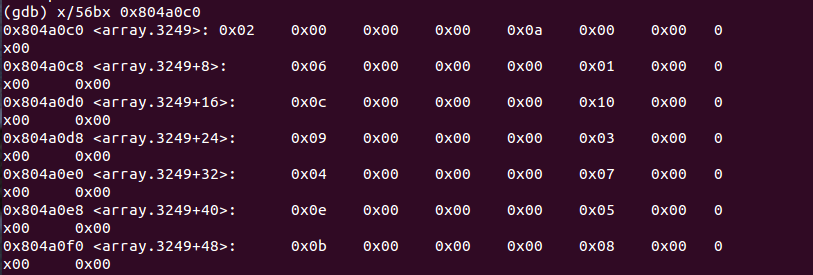 (gdb) x/56bx 0x804a0c0
0x804a0c0 <array.3249>: 0x02 0x00 0x00 0x00 0x0a 0x00 0x00 0
x00
0x804a0c8 <array.3249+8>: 0x06 0x00 0x00 0x00 0x01 0x00 0
x00 0x00
0x804a0d0 <array.3249+16>: 0x0c 0x00 0x00 0x00 0x10 0x00 0
x00 0x00
0x804a0d8 <array.3249+24>: 0x09 0x00 0x00 0x00 0x03 0x00 0
x00 0x00
0x804a0e0 <array.3249+32>: 0x04 0x00 0x00 0x00 0x07 0x00 0
x00 0x00
0x804a0e8 <array.3249+40>: 0x0e 0x00 0x00 0x00 0x05 0x00 0
x00 0x00
0x804a0f0 <array.3249+48>: 0x0b 0x00 0x00 0x00 0x08 0x00 0
x00 0x00